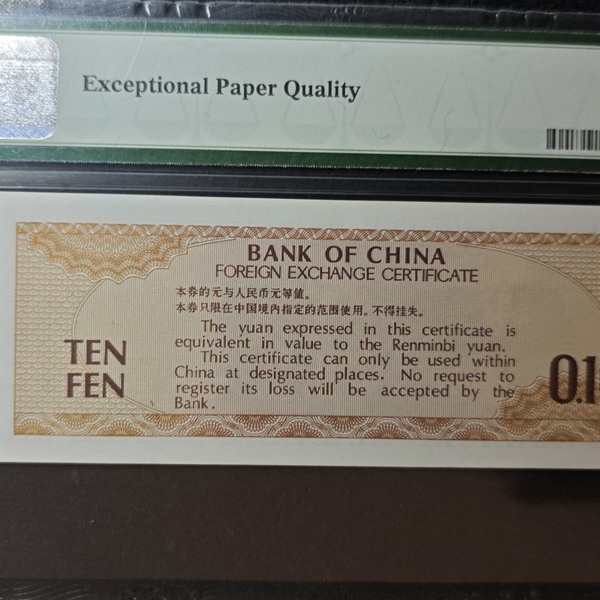 Exceptional Paper Quality
BANK OF CHINA
FOREIGN EXCHANGE CERTIFICATE
本券的元与人民币元等值。
本券只限在中国境内指定的范围使用。不得挂失。
The yuan expressed in this certificate is
equivalent in value to the Renminbi yuan.
This certificate can only be used within
China at designated places. No request to
register its loss will be accepted by the
Bank.
TEN
FEN
0.1